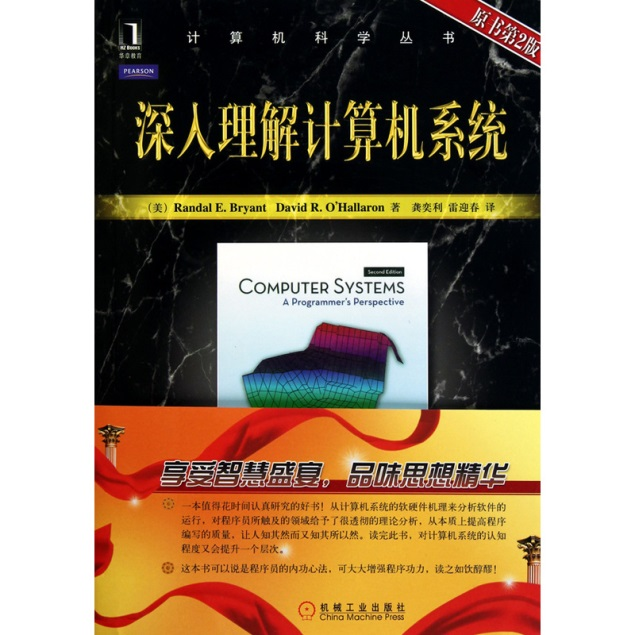 HZ Books
华章教育
PEARSON
计算机科学丛书
原书第2版
深入理解计算机系统
(美) Randal E. Bryant David R. O'Hallaron 著 龚奕利 雷迎春 译
Second Edition
COMPUTER SYSTEMS
A Programmer's Perspective
享受智慧盛宴，品味思想精华
一本值得花时间认真研究的好书！从计算机系统的软硬件机理来分析软件的
运行，对程序员所触及的领域给予了很透彻的理论分析，从本质上提高程序
编写的质量，让人知其然而又知其所以然。读完此书，对计算机系统的认知
程度又会提升一个层次。
这本书可以说是程序员的内功心法，可大大增强程序功力，读之如饮醇醪！
机械工业出版社
China Machine Press